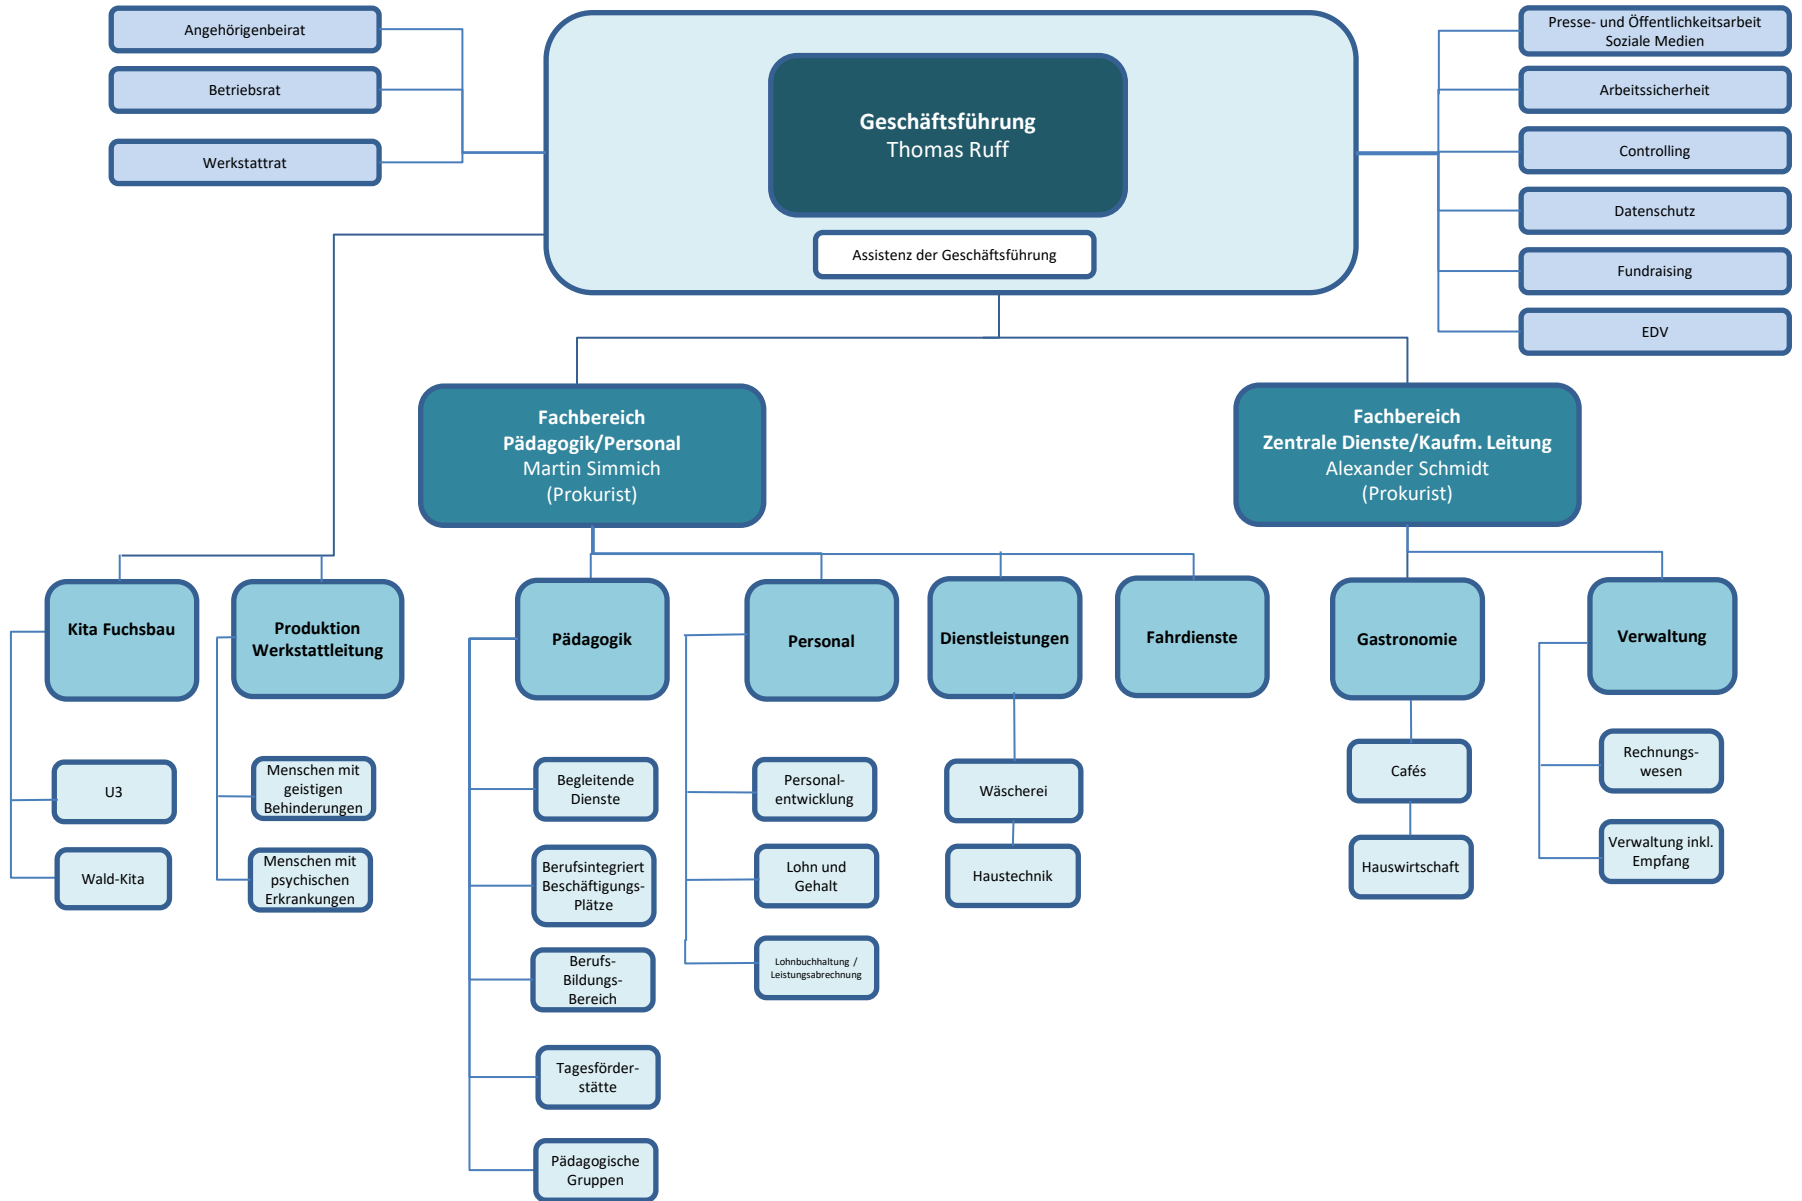 Angehörigenbeirat
Betriebsrat
Werkstattrat
Geschäftsführung
Thomas Ruff
Assistenz der Geschäftsführung
Presse- und Öffentlichkeitsarbeit
Soziale Medien
Arbeitssicherheit
Controlling
Datenschutz
Fundraising
EDV
Fachbereich
Pädagogik/Personal
Martin Simmich
(Prokurist)
Fachbereich
Zentrale Dienste/Kaufm. Leitung
Alexander Schmidt
(Prokurist)
Kita Fuchsbau
Produktion
Werkstattleitung
Pädagogik
Personal
Dienstleistungen
Fahrdienste
Gastronomie
Verwaltung
U3
Wald-Kita
Menschen mit
geistigen
Behinderungen
Menschen mit
psychischen
Erkrankungen
Begleitende
Dienste
Berufsintegriert
Beschäftigungs-
Plätze
Berufs-
Bildungs-
Bereich
Tagesförder-
stätte
Pädagogische
Gruppen
Personal-
entwicklung
Lohn und
Gehalt
Lohnbuchhaltung /
Leistungsabrechnung
Wäscherei
Haustechnik
Cafés
Hauswirtschaft
Rechnungs-
wesen
Verwaltung inkl.
Empfang